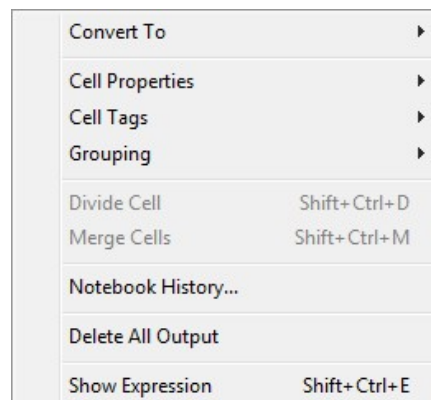 Convert To
Cell Properties
Cell Tags
Grouping
Divide Cell Shift+Ctrl+D
Merge Cells Shift+Ctrl+M
Notebook History...
Delete All Output
Show Expression Shift+Ctrl+E